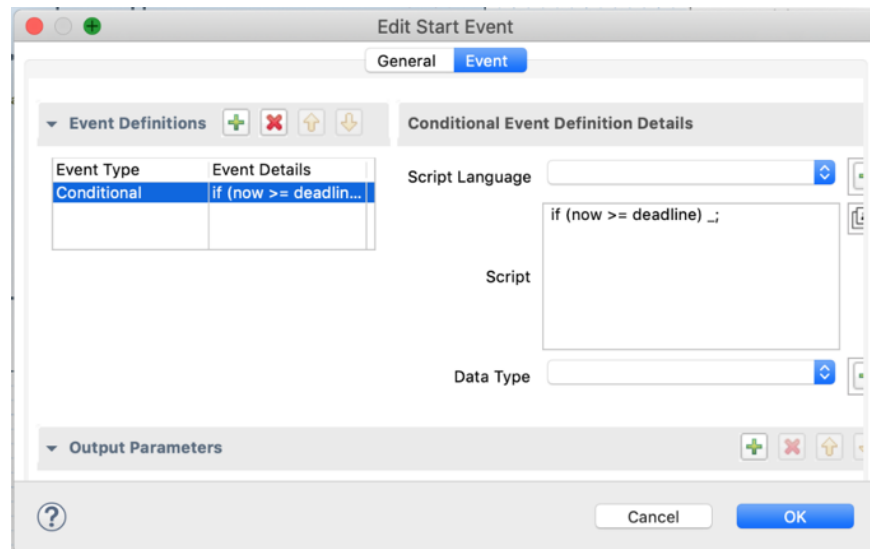 Edit Start Event
General Event
Event Definitions
Event Type Event Details
Conditional if (now >= deadlin...
Conditional Event Definition Details
Script Language
Script
if (now >= deadline) _;
Data Type
Output Parameters
?
Cancel OK